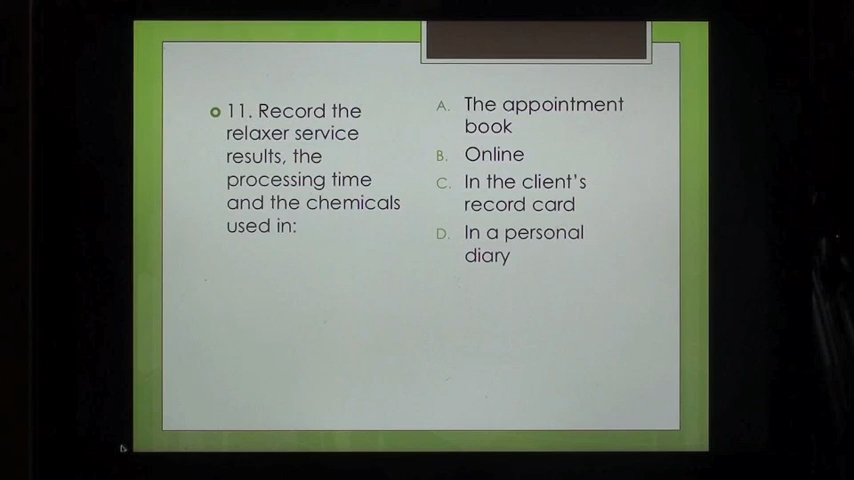 11. Record the
relaxer service
results, the
processing time
and the chemicals
used in:
A. The appointment
book
B. Online
C. In the client's
record card
D. In a personal
diary